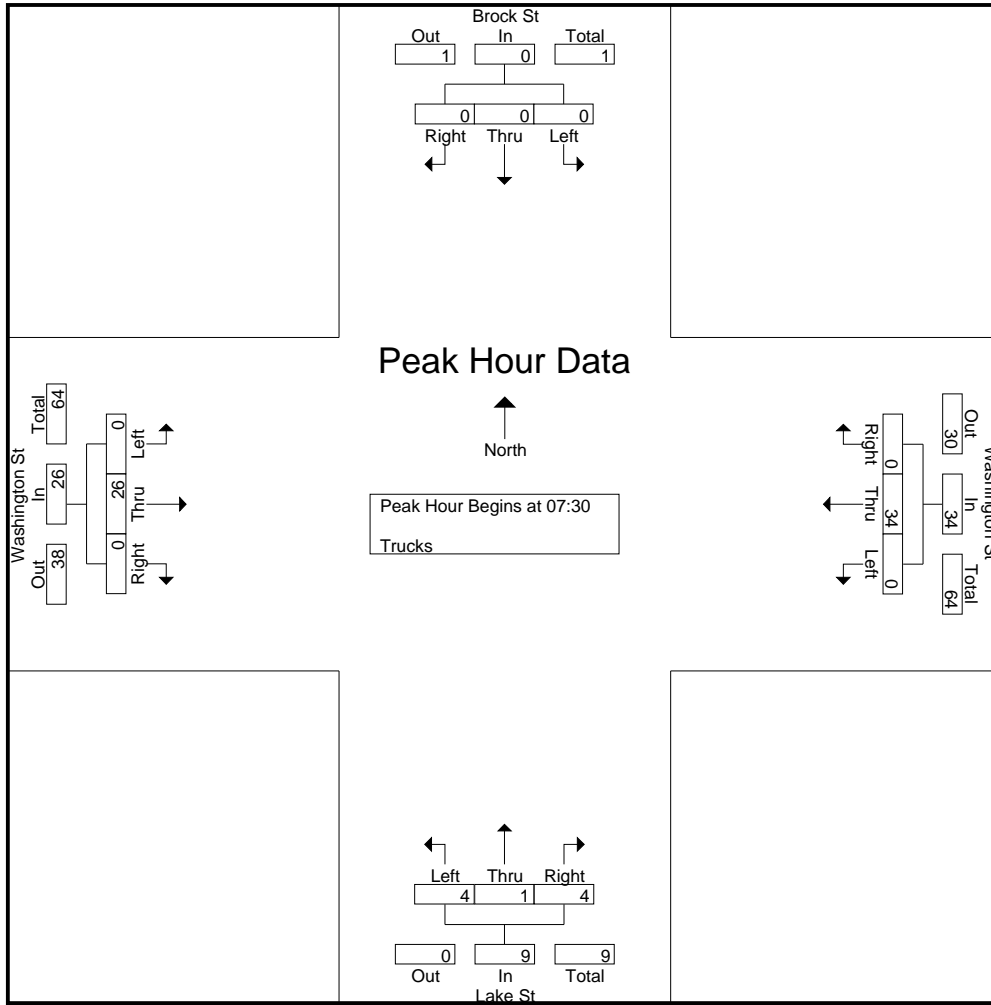 Brock St
Out In Total
1 0 1
0 0 0
Right Thru Left
Peak Hour Data
North
Peak Hour Begins at 07:30
Trucks
Washington St
Total In Out
64 26 38
0 26 0
Left Thru Right
Washington St
Out In Total
30 34 64
0 34 0
Right Thru Left
Left Thru Right
4 1 4
0 9 9
Out In Total
Lake St